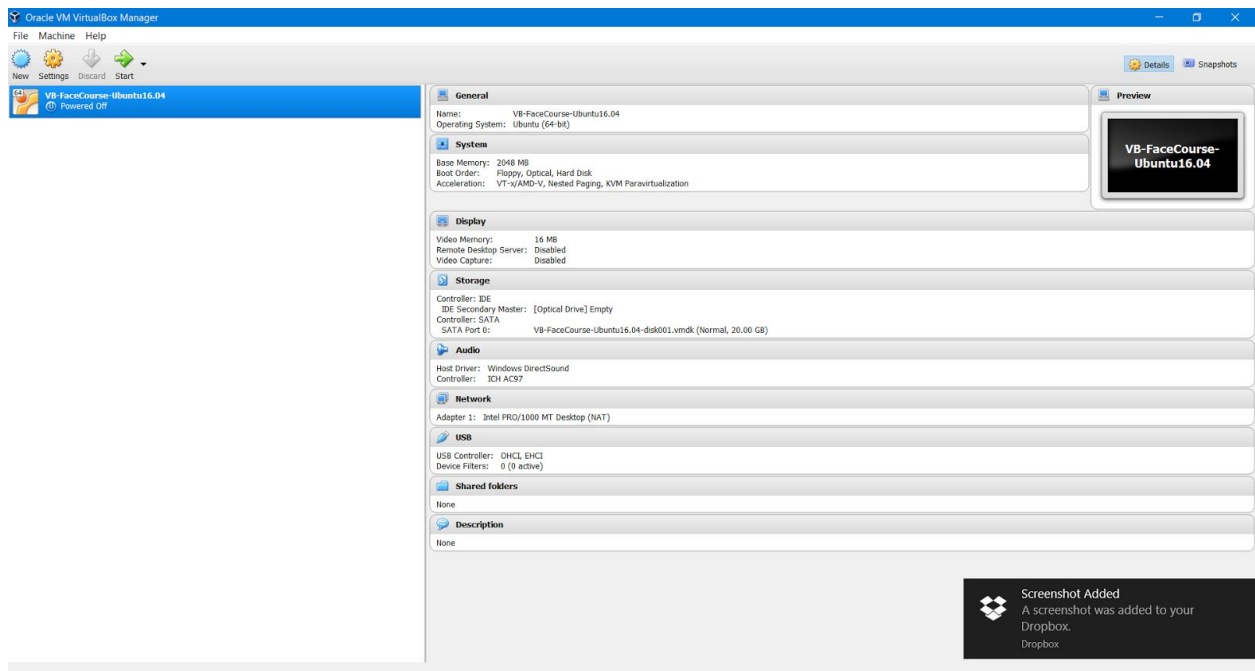 Oracle VM VirtualBox Manager
File Machine Help
New Settings Discard Start
Details Snapshots
64
VB-FaceCourse-Ubuntu16.04
Powered Off
General
Name: VB-FaceCourse-Ubuntu16.04
Operating System: Ubuntu (64-bit)
System
Base Memory: 2048 MB
Boot Order: Floppy, Optical, Hard Disk
Acceleration: VT-x/AMD-V, Nested Paging, KVM Paravirtualization
Preview
VB-FaceCourse-
Ubuntu16.04
Display
Video Memory: 16 MB
Remote Desktop Server: Disabled
Video Capture: Disabled
Storage
Controller: IDE
IDE Secondary Master: [Optical Drive] Empty
Controller: SATA
SATA Port 0: VB-FaceCourse-Ubuntu16.04-disk001.vmdk (Normal, 20.00 GB)
Audio
Host Driver: Windows DirectSound
Controller: ICH AC97
Network
Adapter 1: Intel PRO/1000 MT Desktop (NAT)
USB
USB Controller: OHCI, EHCI
Device Filters: 0 (0 active)
Shared folders
None
Description
None
Screenshot Added
A screenshot was added to your
Dropbox.
Dropbox